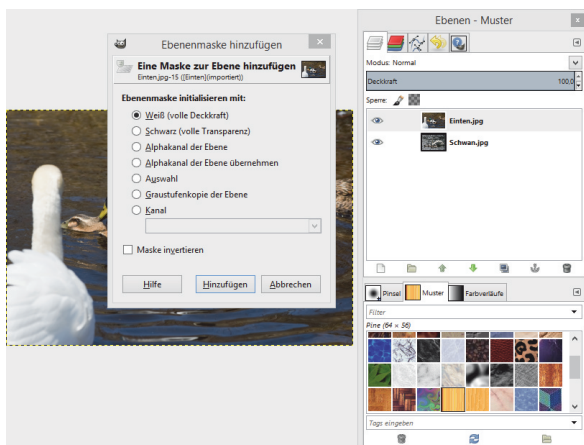 Ebenenmaske hinzufügen
Eine Maske zur Ebene hinzufügen
Einten.jpg-15 ([Einten] (importiert))
Ebenenmaske initialisieren mit:
Weiß (volle Deckkraft)
Schwarz (volle Transparenz)
Alphakanal der Ebene
Alphakanal der Ebene übernehmen
Auswahl
Graustufenkopie der Ebene
Kanal
Maske invertieren
Hilfe
Hinzufügen
Abbrechen
Ebenen - Muster
Modus: Normal
Deckkraft 100,0
Sperre:
Einten.jpg
Schwan.jpg
Pinsel
Muster
Farbverläufe
Filter
Pine (64 × 56)
Tags eingeben